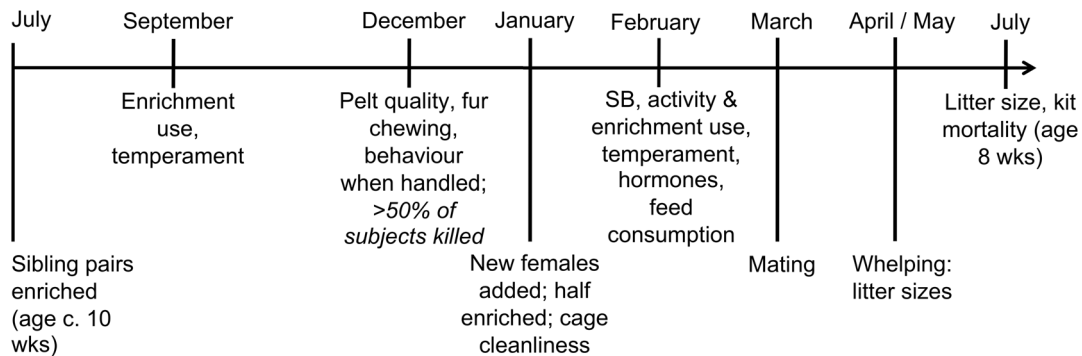 July
September
December
January
February
March
April / May
July
Enrichment
use,
temperament
Pelt quality, fur
chewing,
behaviour
when handled;
>50% of
subjects killed
SB, activity &
enrichment use,
temperament,
hormones,
feed
consumption
Litter size, kit
mortality (age
8 wks)
Sibling pairs
enriched
(age c. 10
wks)
New females
added; half
enriched; cage
cleanliness
Mating
Whelping:
litter sizes